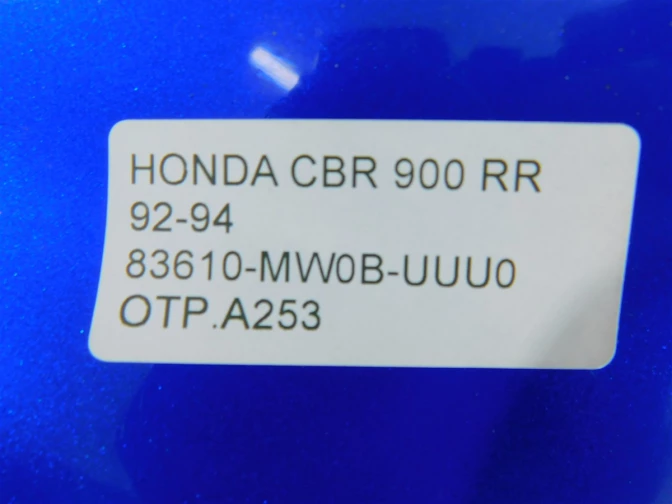 HONDA CBR 900 RR
92-94
83610-MW0B-UUU0
OTP.A253